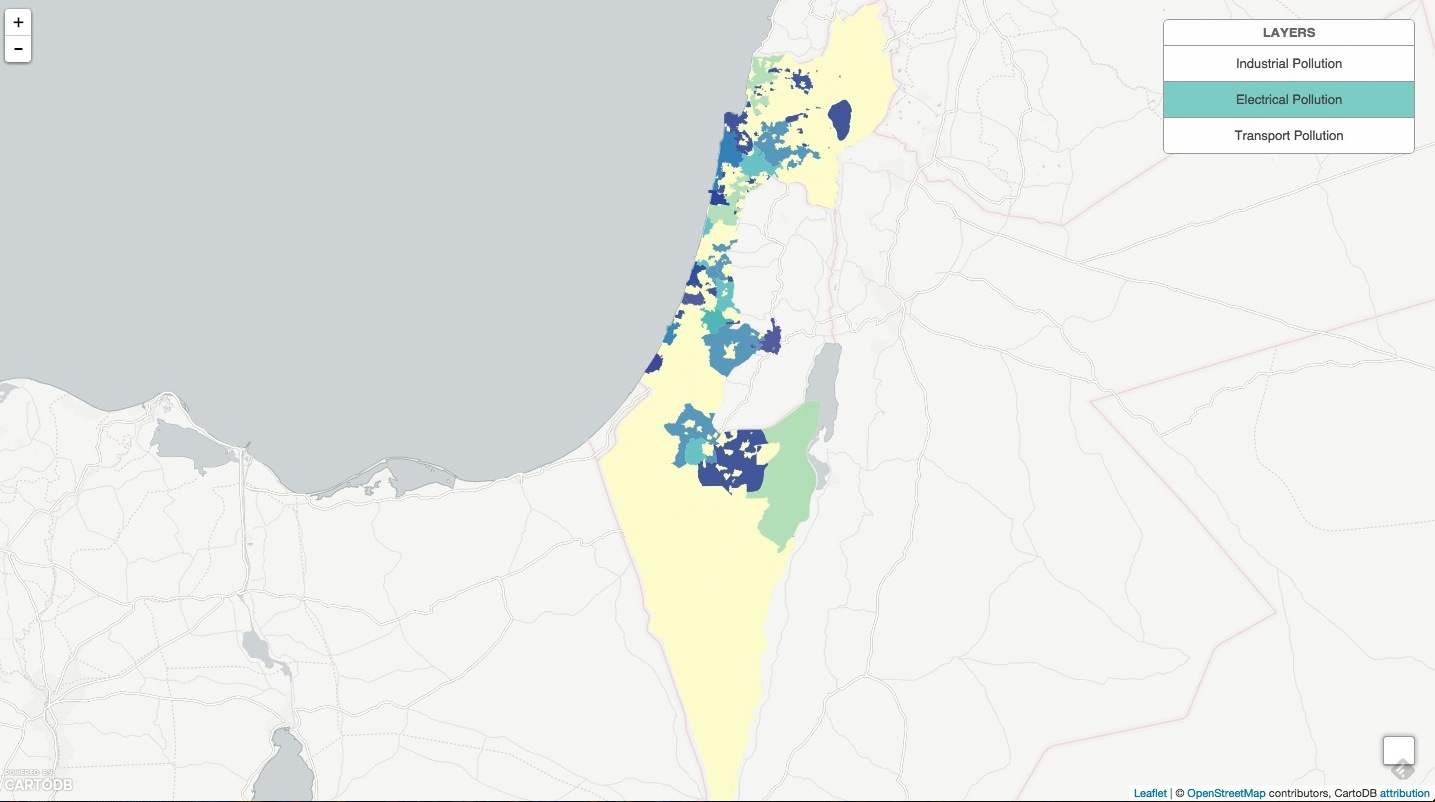 +
-
LAYERS
Industrial Pollution
Electrical Pollution
Transport Pollution
POWERED BY
CARTODB
Leaflet | © OpenStreetMap contributors, CartoDB attribution